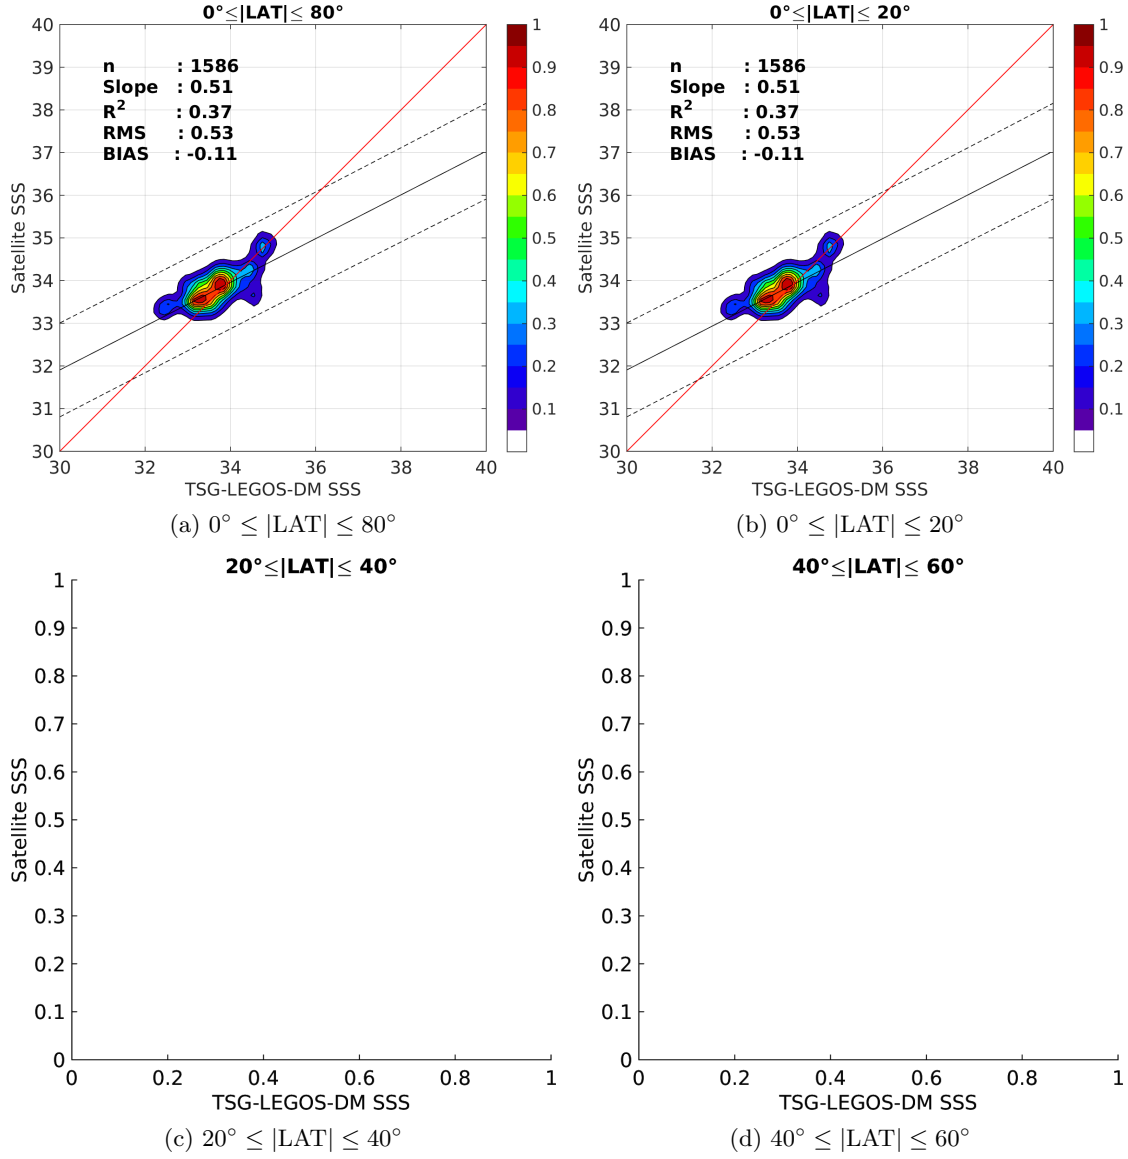 0°≤|LAT|≤ 80°
n : 1586
Slope : 0.51
R² : 0.37
RMS : 0.53
BIAS : -0.11
Satellite SSS
40
39
38
37
36
35
34
33
32
31
30
30 32 34 36 38 40
TSG-LEGOS-DM SSS
1
0.9
0.8
0.7
0.6
0.5
0.4
0.3
0.2
0.1
(a) 0° ≤ |LAT| ≤ 80°
0°≤|LAT|≤ 20°
n : 1586
Slope : 0.51
R² : 0.37
RMS : 0.53
BIAS : -0.11
Satellite SSS
40
39
38
37
36
35
34
33
32
31
30
30 32 34 36 38 40
TSG-LEGOS-DM SSS
1
0.9
0.8
0.7
0.6
0.5
0.4
0.3
0.2
0.1
(b) 0° ≤ |LAT| ≤ 20°
20°≤|LAT|≤ 40°
Satellite SSS
1
0.9
0.8
0.7
0.6
0.5
0.4
0.3
0.2
0.1
0
0 0.2 0.4 0.6 0.8 1
TSG-LEGOS-DM SSS
(c) 20° ≤ |LAT| ≤ 40°
40°≤|LAT|≤ 60°
Satellite SSS
1
0.9
0.8
0.7
0.6
0.5
0.4
0.3
0.2
0.1
0
0 0.2 0.4 0.6 0.8 1
TSG-LEGOS-DM SSS
(d) 40° ≤ |LAT| ≤ 60°